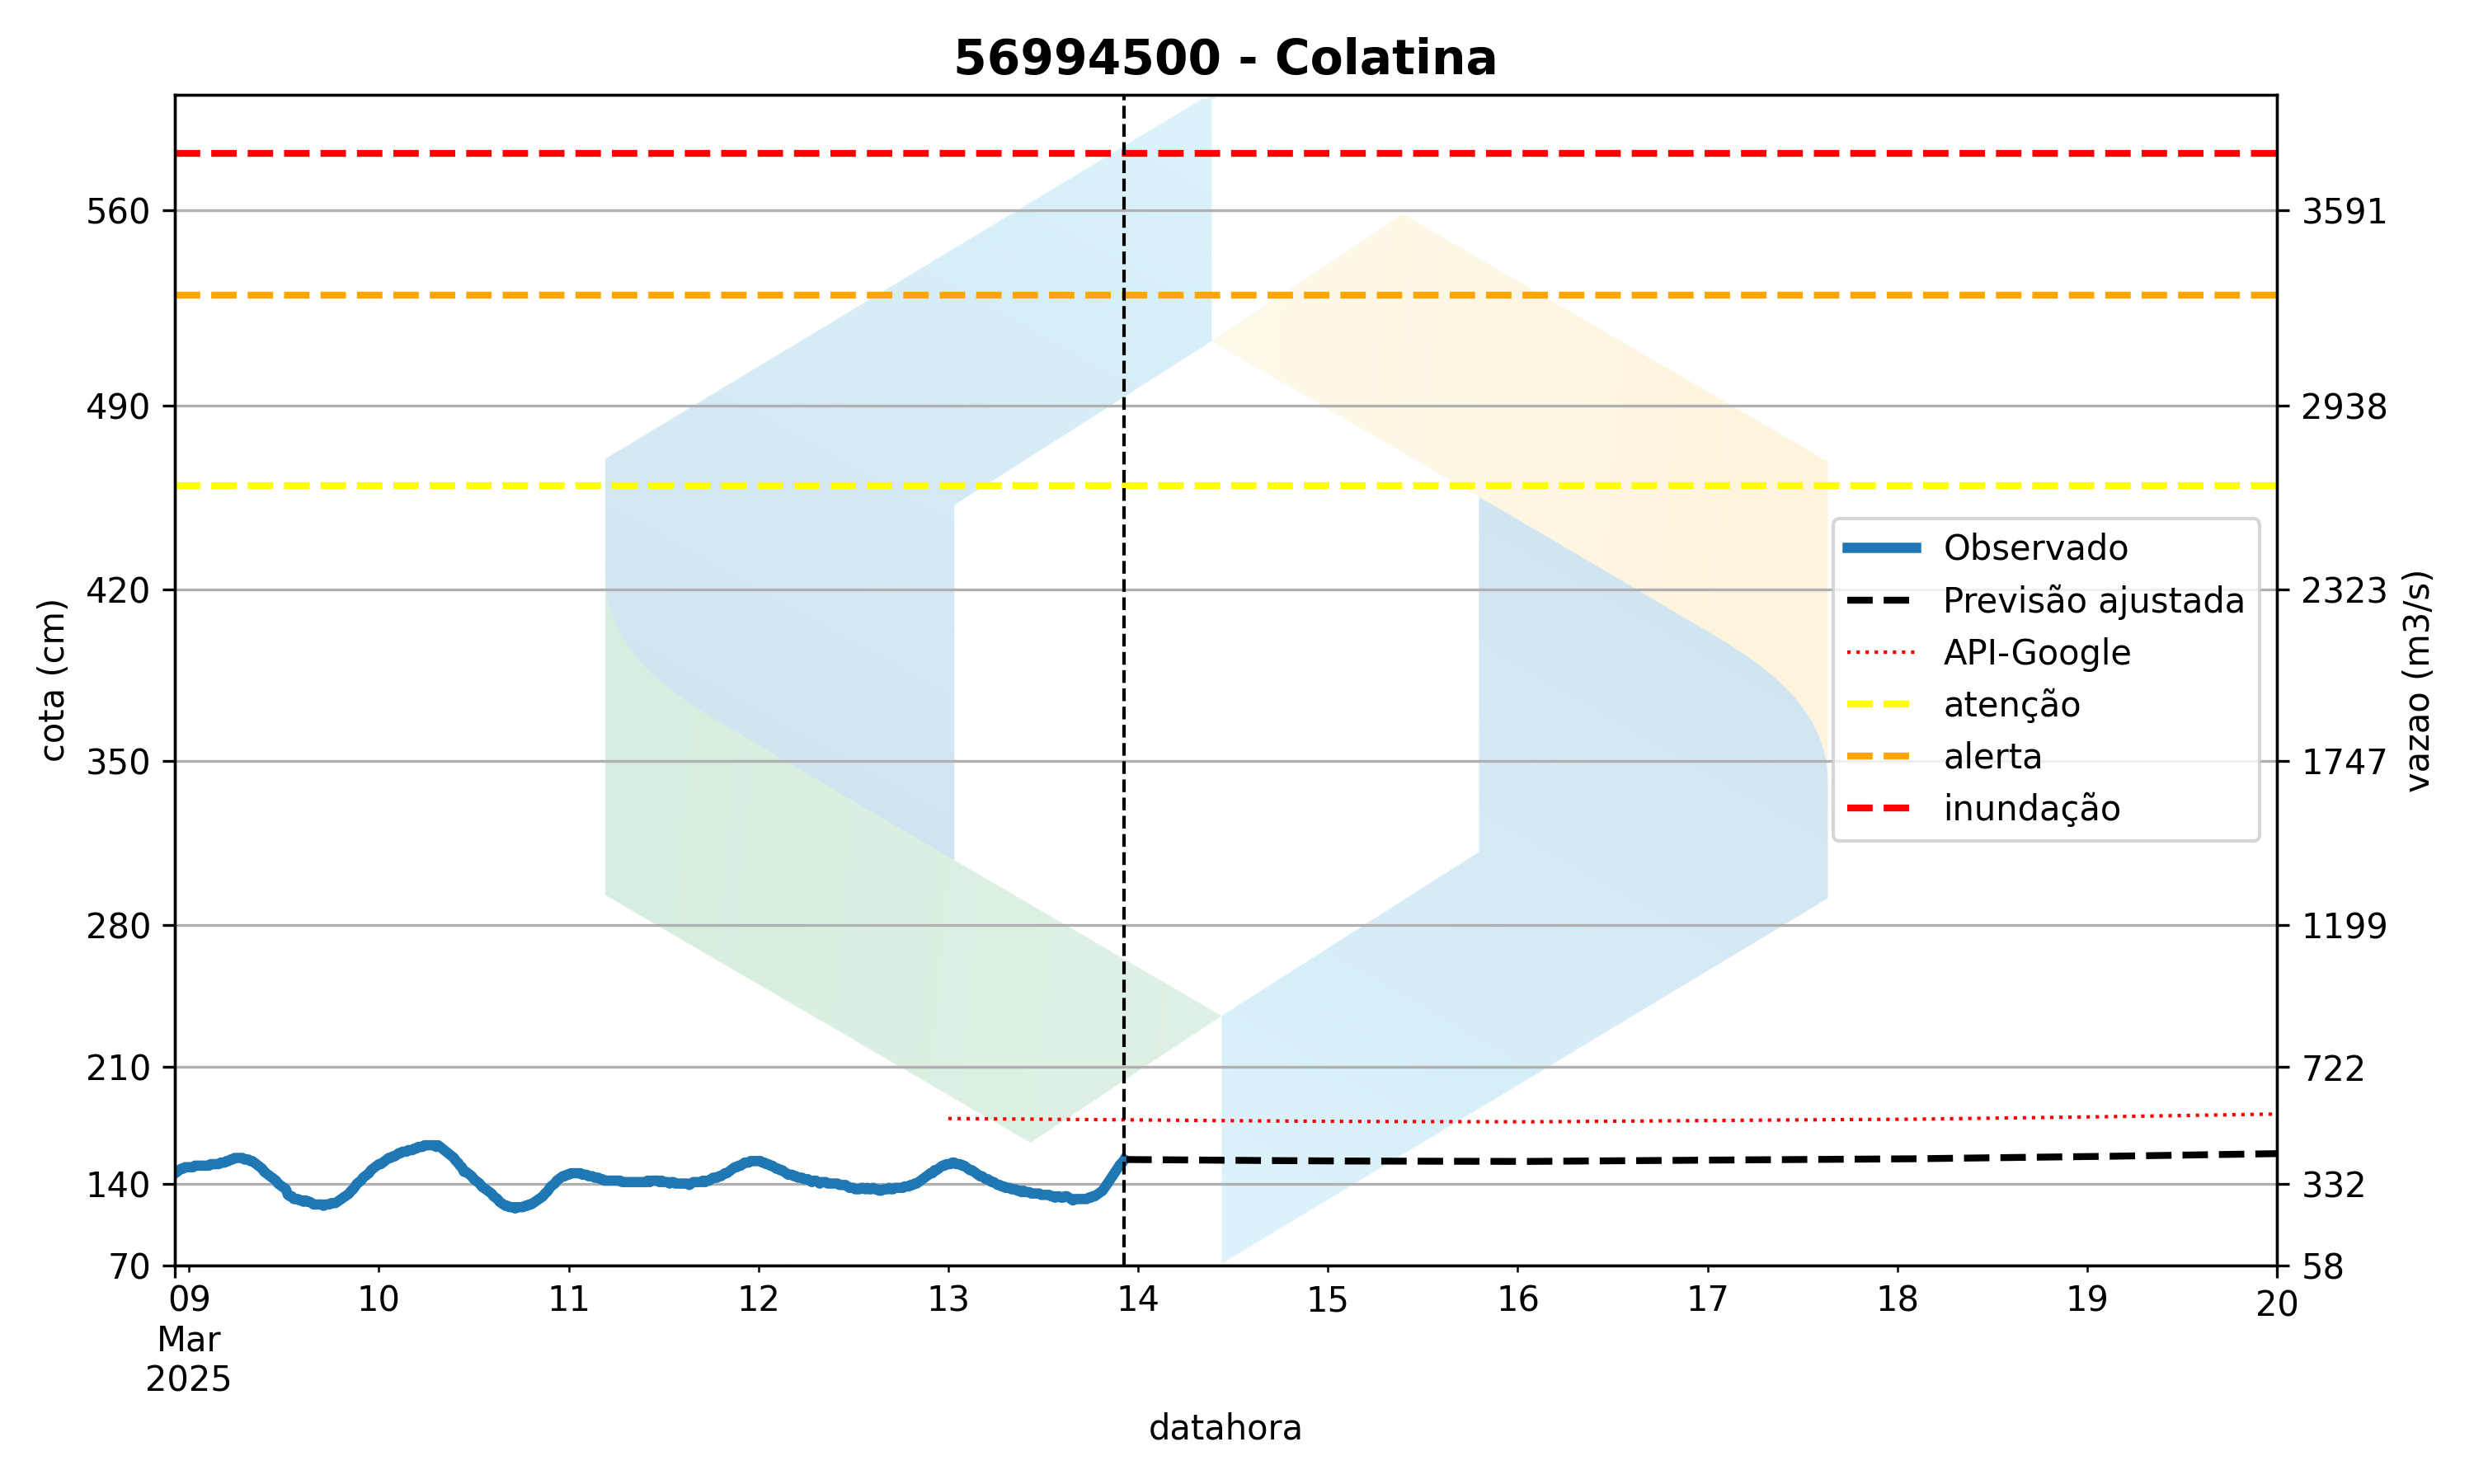 56994500 - Colatina
560
490
420
350
280
210
140
70
cota (cm)
3591
2938
2323
1747
1199
722
332
58
vazao (m3/s)
Observado
Previsão ajustada
API-Google
atenção
alerta
inundação
09 10 11 12 13 14 15 16 17 18 19 20
Mar
2025
datahora